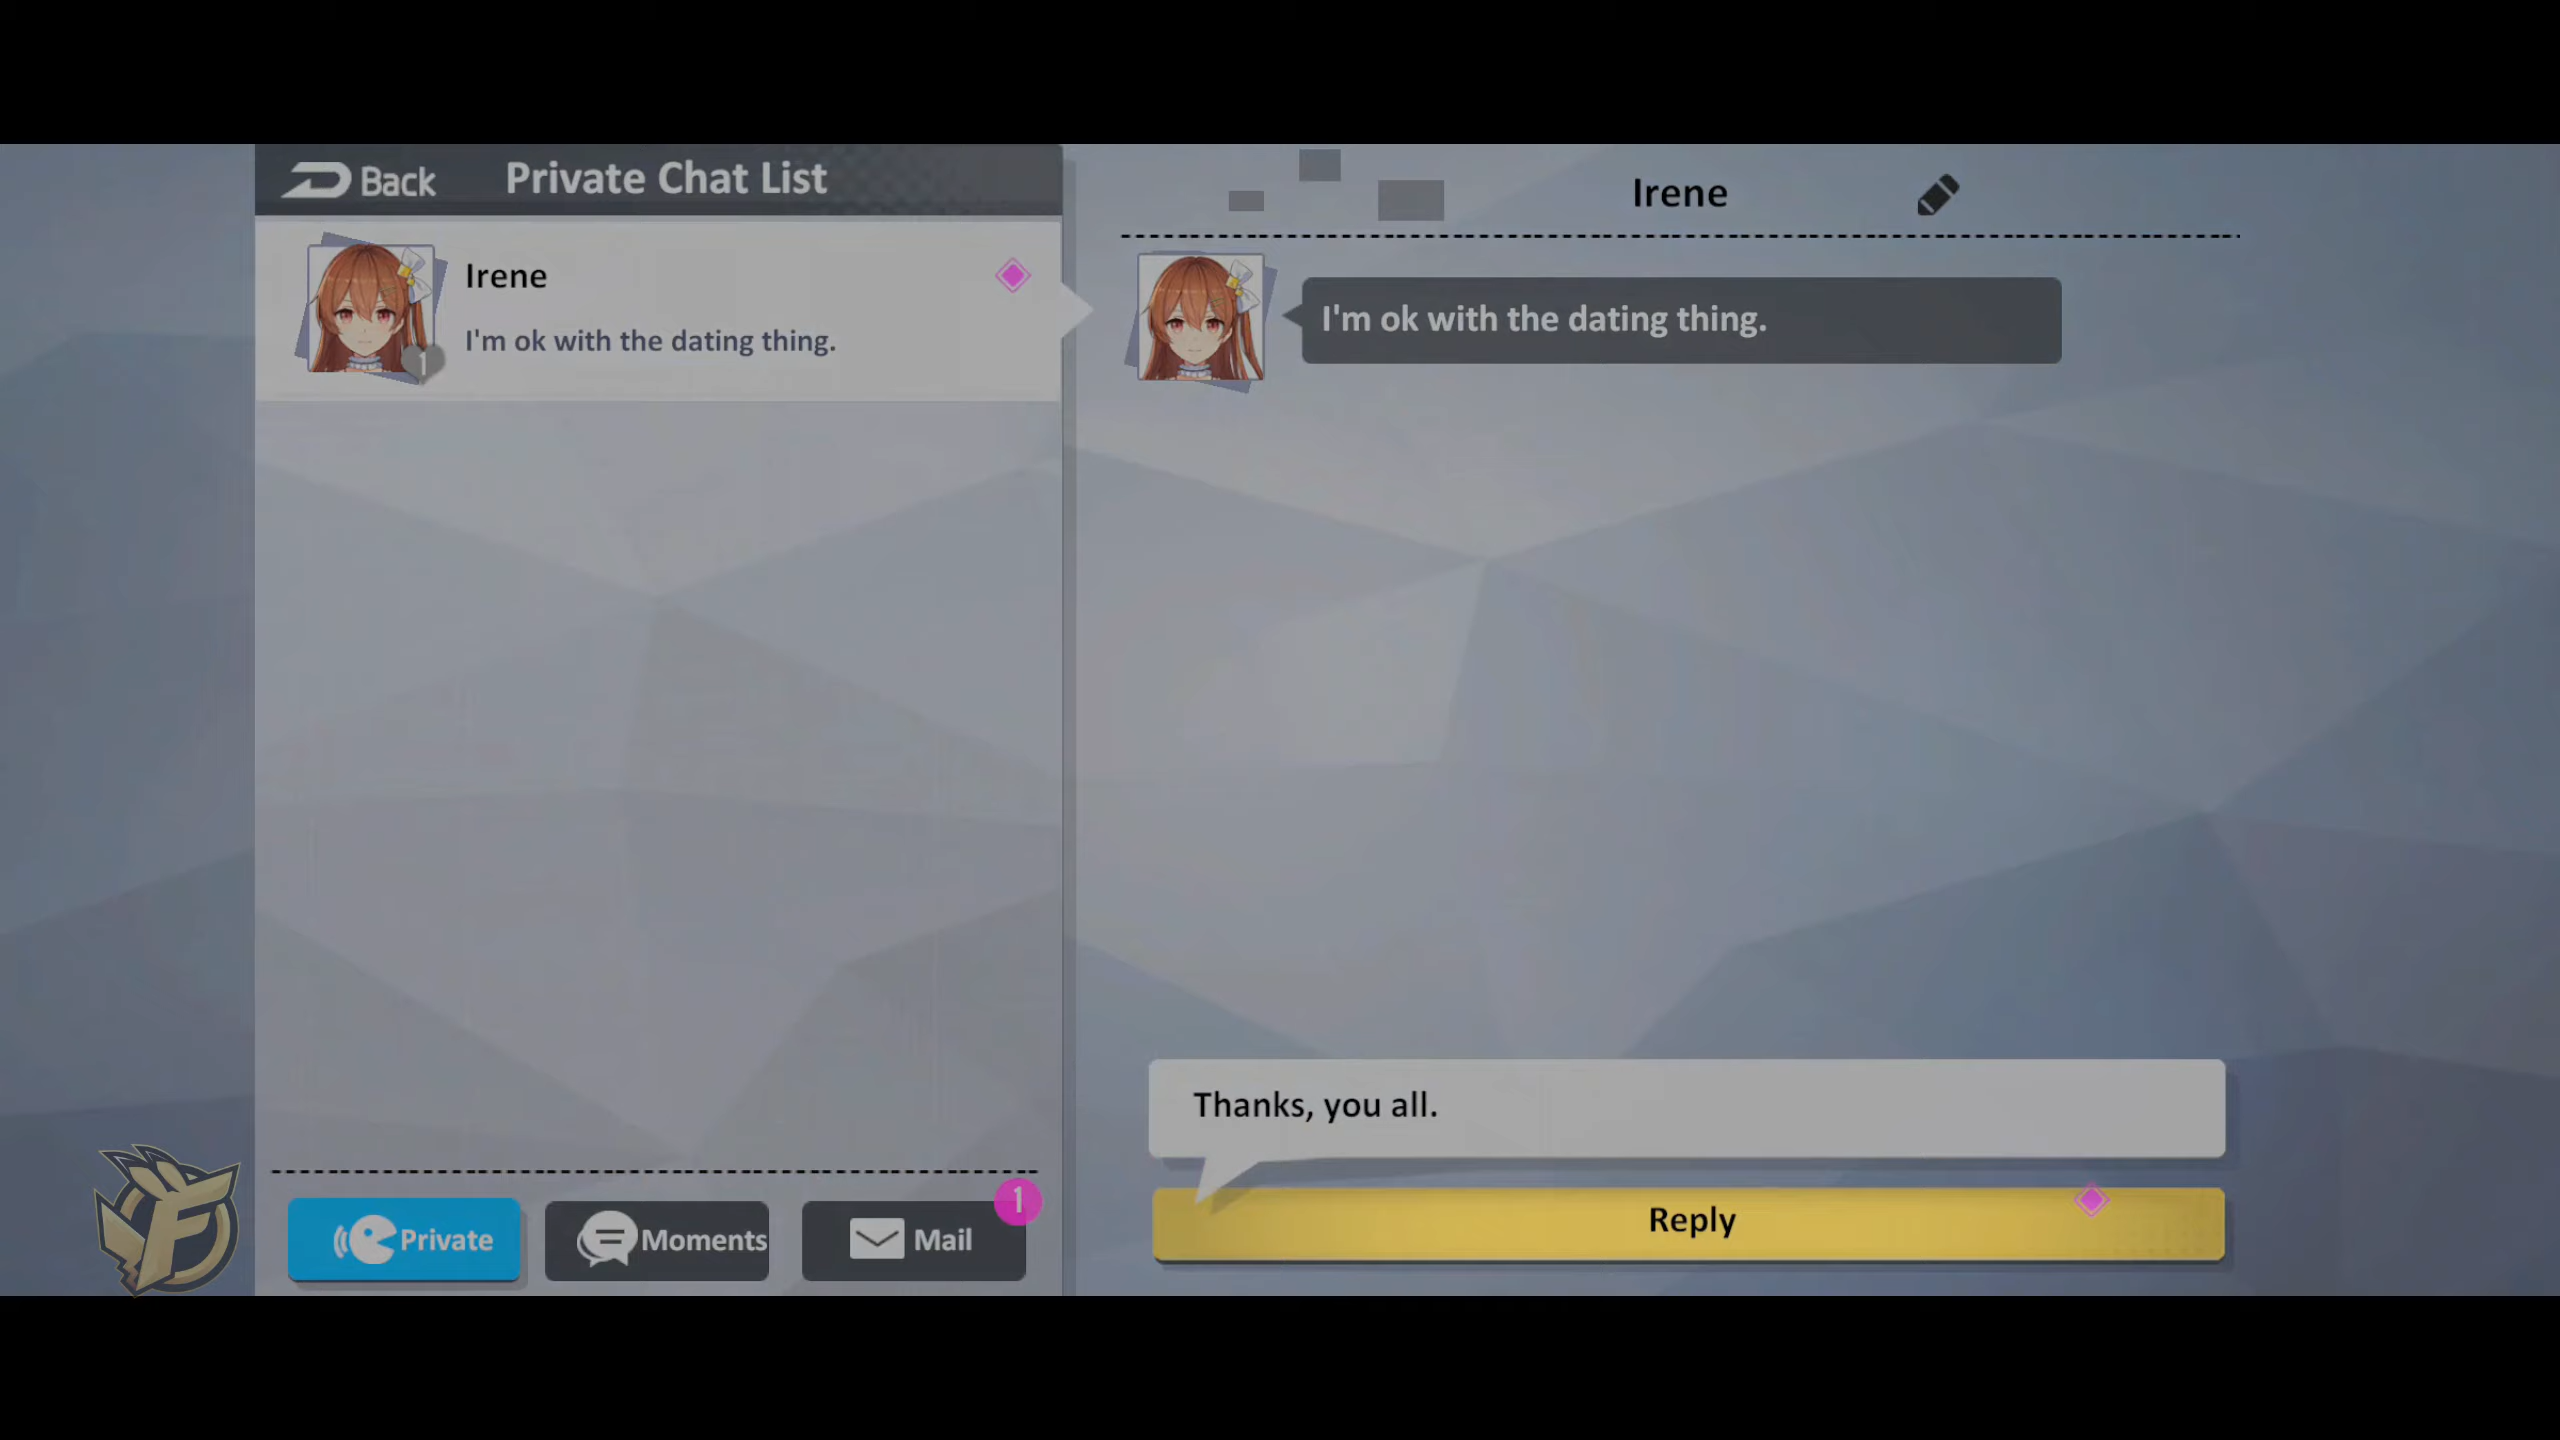 Back
Private Chat List
Irene
I'm ok with the dating thing.
1
Private
Moments
Mail
1
Irene
I'm ok with the dating thing.
Thanks, you all.
Reply
F